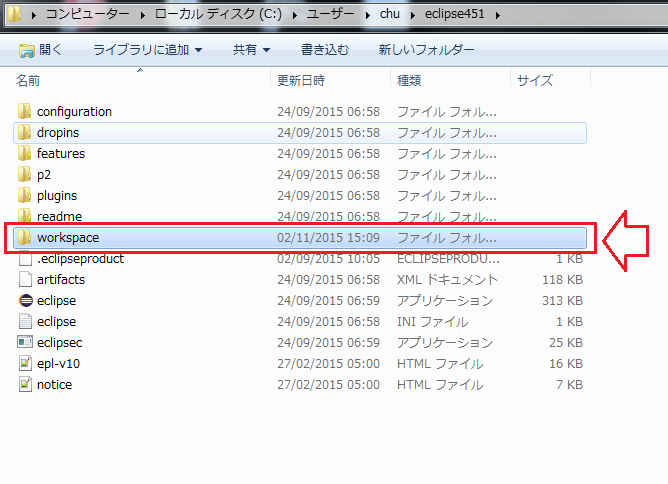 コンピューター ▸ ローカル ディスク (C:) ▸ ユーザー ▸ chu ▸ eclipse451 ▸
開く ライブラリに追加 ▼ 共有 ▼ 書き込む 新しいフォルダー
名前 更新日時 種類 サイズ
configuration 24/09/2015 06:58 ファイル フォル...
dropins 24/09/2015 06:58 ファイル フォル...
features 24/09/2015 06:58 ファイル フォル...
p2 24/09/2015 06:58 ファイル フォル...
plugins 24/09/2015 06:58 ファイル フォル...
readme 24/09/2015 06:58 ファイル フォル...
workspace 02/11/2015 15:09 ファイル フォル...
.eclipseproduct 02/09/2015 10:05 ECLIPSEPRODU... 1 KB
artifacts 24/09/2015 06:58 XML ドキュメント 118 KB
eclipse 24/09/2015 06:59 アプリケーション 313 KB
eclipse 24/09/2015 06:58 INI ファイル 1 KB
eclipsec 24/09/2015 06:59 アプリケーション 25 KB
epl-v10 27/02/2015 05:00 HTML ファイル 16 KB
notice 27/02/2015 05:00 HTML ファイル 7 KB